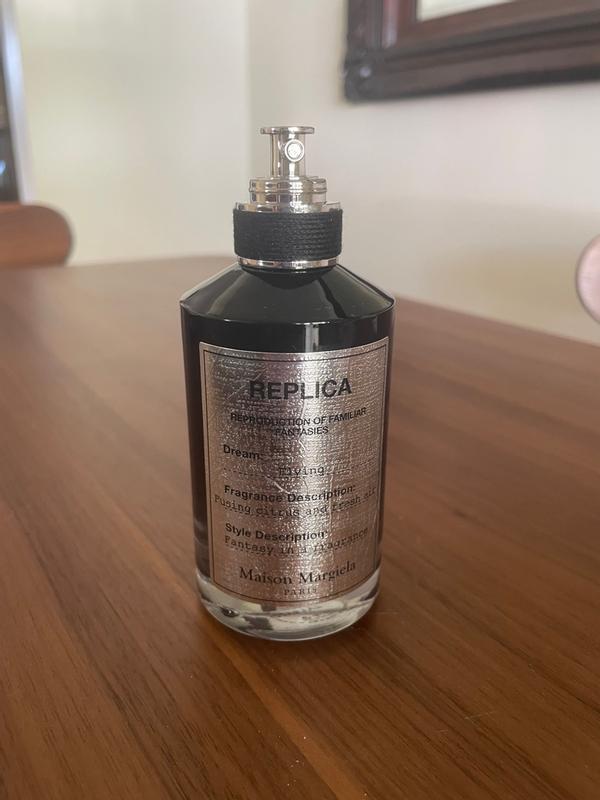 REPLICA
REPRODUCTION OF FAMILIAR
FANTASIES
Dream:
Flying
Fragrance Description:
Fusing citrus and fresh air
Style Description:
Fantasy in a fragrance
Maison Margiela
PARIS